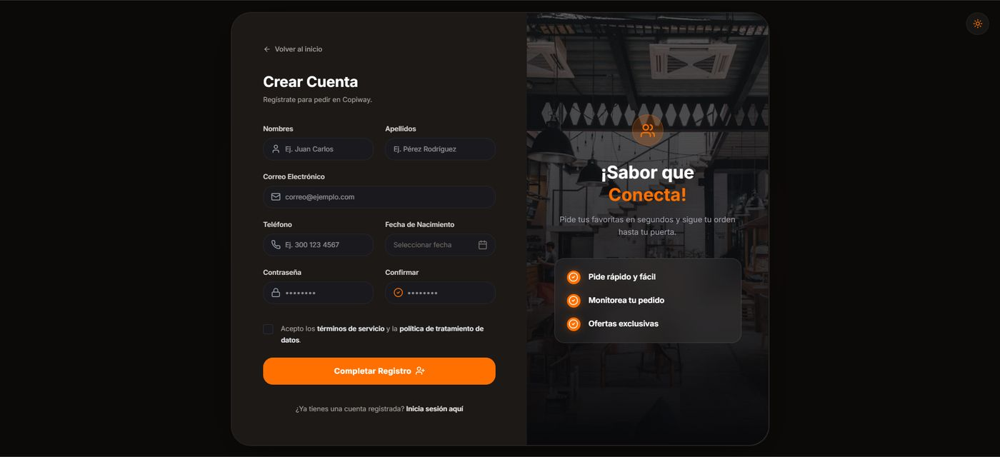 Volver al inicio
Crear Cuenta
Regístrate para pedir en Copiway.
Nombres
Apellidos
Ej. Juan Carlos
Ej. Pérez Rodríguez
Correo Electrónico
correo@ejemplo.com
Teléfono
Fecha de Nacimiento
Ej. 300 123 4567
Seleccionar fecha
Contraseña
Confirmar
••••••••
••••••••
Acepto los términos de servicio y la política de tratamiento de
datos.
Completar Registro
¿Ya tienes una cuenta registrada? Inicia sesión aquí
¡Sabor que
Conecta!
Pide tus favoritas en segundos y sigue tu orden
hasta tu puerta.
Pide rápido y fácil
Monitorea tu pedido
Ofertas exclusivas